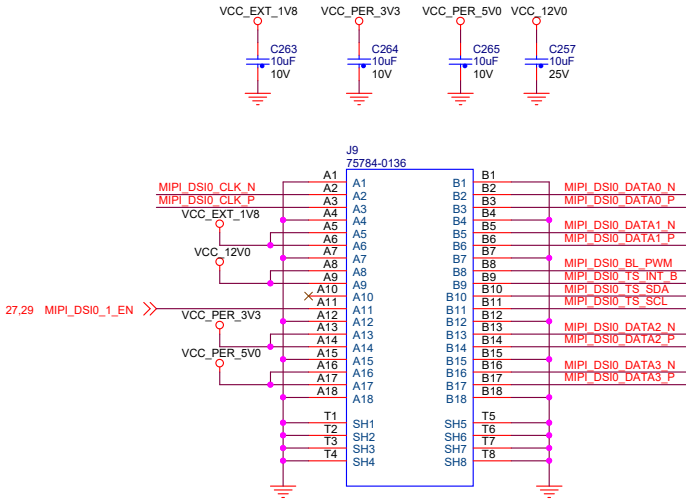 VCC_EXT_1V8 VCC_PER_3V3 VCC_PER_5V0 VCC_12V0
C263 C264 C265 C257
10uF 10uF 10uF 10uF
10V 10V 10V 25V
J9
75784-0136
A1 A1 B1 B1
MIPI_DSI0_CLK_N A2 A2 B2 B2 MIPI_DSI0_DATA0_N
MIPI_DSI0_CLK_P A3 A3 B3 B3 MIPI_DSI0_DATA0_P
VCC_EXT_1V8 A4 A4 B4 B4
A5 A5 B5 B5 MIPI_DSI0_DATA1_N
A6 A6 B6 B6 MIPI_DSI0_DATA1_P
VCC_12V0 A7 A7 B7 B7
A8 A8 B8 B8 MIPI_DSI0_BL_PWM
A9 A9 B9 B9 MIPI_DSI0_TS_INT_B
A10 A10 B10 B10 MIPI_DSI0_TS_SDA
27,29 MIPI_DSI0_1_EN A11 A11 B11 B11 MIPI_DSI0_TS_SCL
VCC_PER_3V3 A12 A12 B12 B12
A13 A13 B13 B13 MIPI_DSI0_DATA2_N
A14 A14 B14 B14 MIPI_DSI0_DATA2_P
VCC_PER_5V0 A15 A15 B15 B15
A16 A16 B16 B16 MIPI_DSI0_DATA3_N
A17 A17 B17 B17 MIPI_DSI0_DATA3_P
A18 A18 B18 B18
T1 SH1 SH5 T5
T2 SH2 SH6 T6
T3 SH3 SH7 T7
T4 SH4 SH8 T8